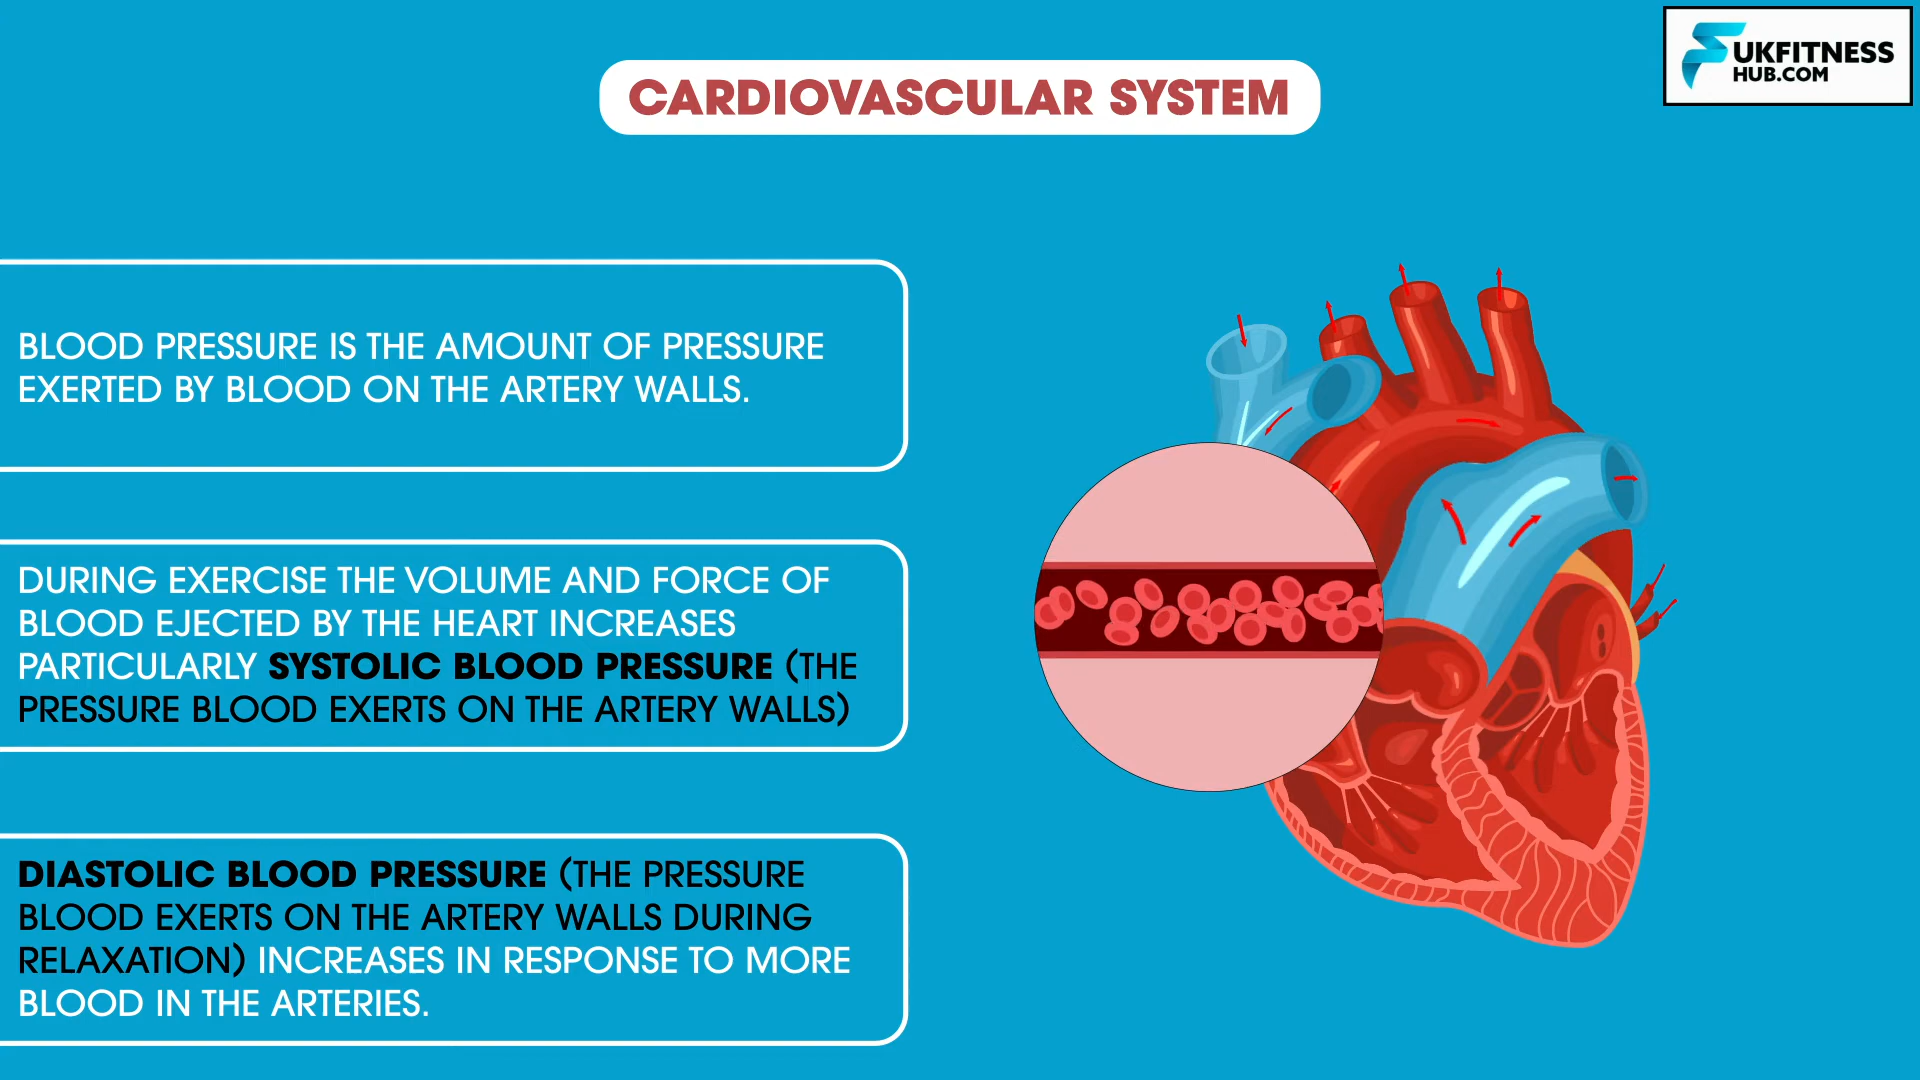 UKFITNESS
HUB.COM
CARDIOVASCULAR SYSTEM
BLOOD PRESSURE IS THE AMOUNT OF PRESSURE
EXERTED BY BLOOD ON THE ARTERY WALLS.
DURING EXERCISE THE VOLUME AND FORCE OF
BLOOD EJECTED BY THE HEART INCREASES
PARTICULARLY SYSTOLIC BLOOD PRESSURE (THE
PRESSURE BLOOD EXERTS ON THE ARTERY WALLS)
DIASTOLIC BLOOD PRESSURE (THE PRESSURE
BLOOD EXERTS ON THE ARTERY WALLS DURING
RELAXATION) INCREASES IN RESPONSE TO MORE
BLOOD IN THE ARTERIES.